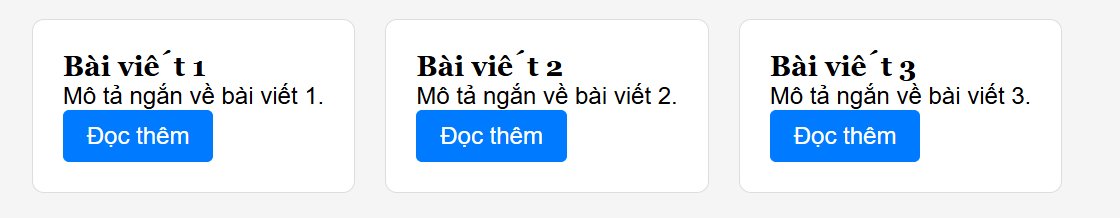 Bài viết 1
Mô tả ngắn về bài viết 1.
Đọc thêm
Bài viết 2
Mô tả ngắn về bài viết 2.
Đọc thêm
Bài viết 3
Mô tả ngắn về bài viết 3.
Đọc thêm